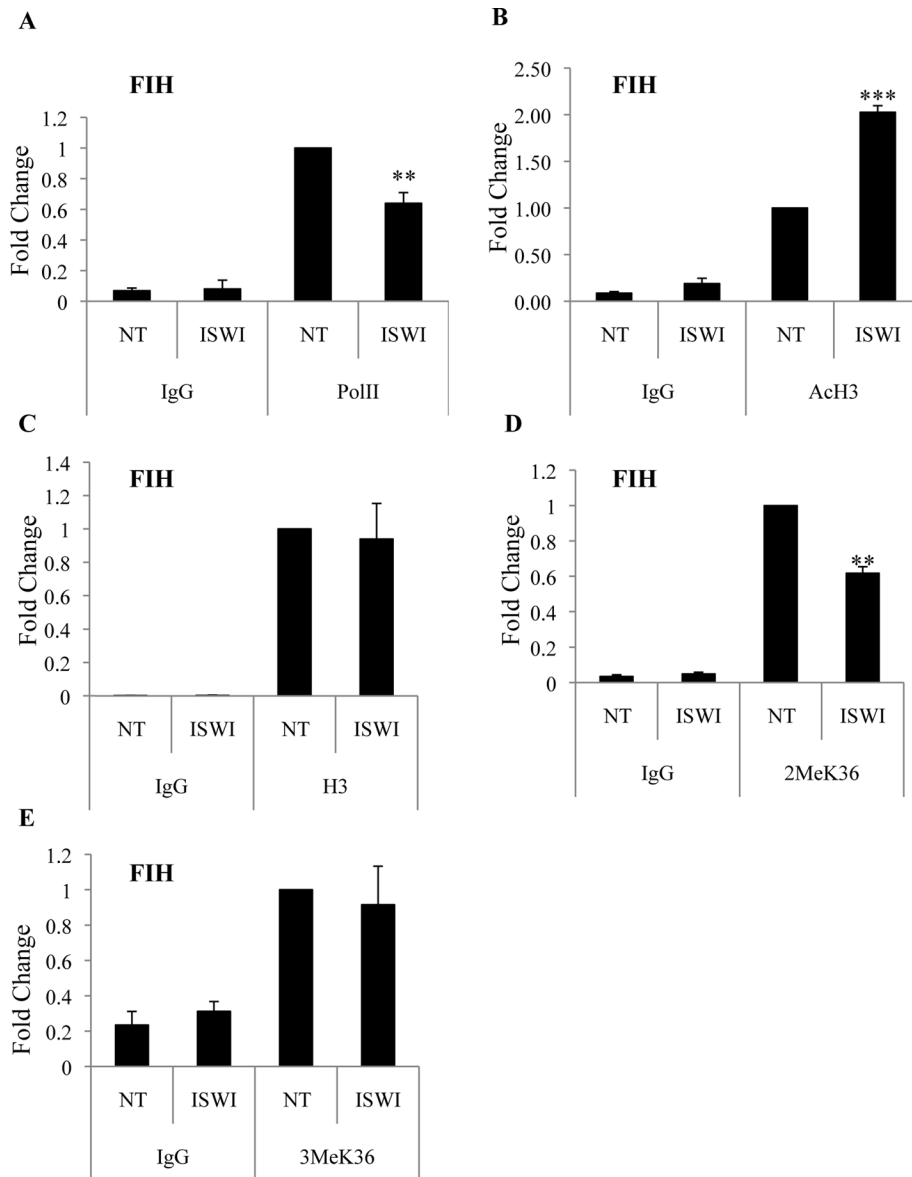 A
FIH
Fold Change
1.2
1
0.8
0.6
0.4
0.2
0
**
NT ISWI NT ISWI
IgG PolII
B
FIH
Fold Change
2.50
2.00
1.50
1.00
0.50
0.00
***
NT ISWI NT ISWI
IgG AcH3
C
FIH
Fold Change
1.4
1.2
1
0.8
0.6
0.4
0.2
0
NT ISWI NT ISWI
IgG H3
D
FIH
Fold Change
1.2
1
0.8
0.6
0.4
0.2
0
**
NT ISWI NT ISWI
IgG 2MeK36
E
FIH
Fold Change
1.2
1
0.8
0.6
0.4
0.2
0
NT ISWI NT ISWI
IgG 3MeK36